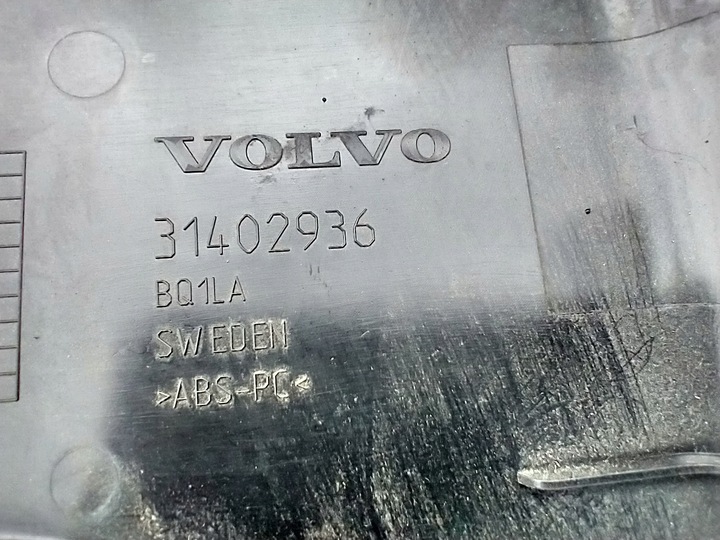 VOLVO
31402936
BQ1LA
SWEDEN
>ABS-PC<